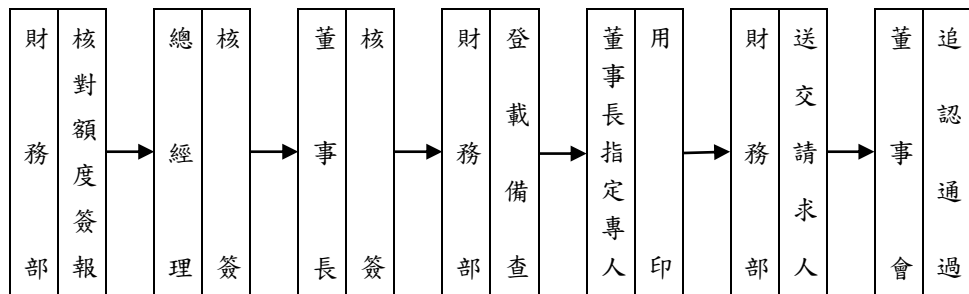 財務部
核對額度簽報
總經理
核簽
董事長
核簽
財務部
登載備查
董事長指定專人
用印
財務部
送交請求人
董事會
追認通過